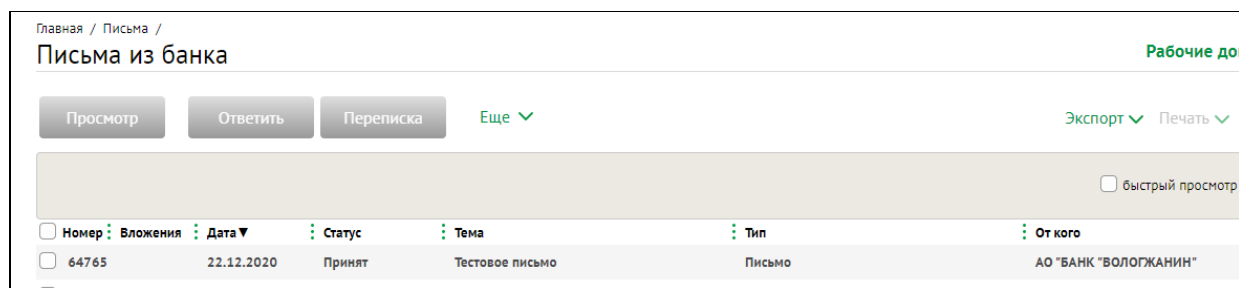 Главная / Письма /
Письма из банка
Рабочие до
Просмотр Ответить Переписка Еще Экспорт Печать
быстрый просмотр
Номер Вложения Дата▼ Статус Тема Тип От кого
64765 22.12.2020 Принят Тестовое письмо Письмо АО "БАНК "ВОЛОГЖАНИН"